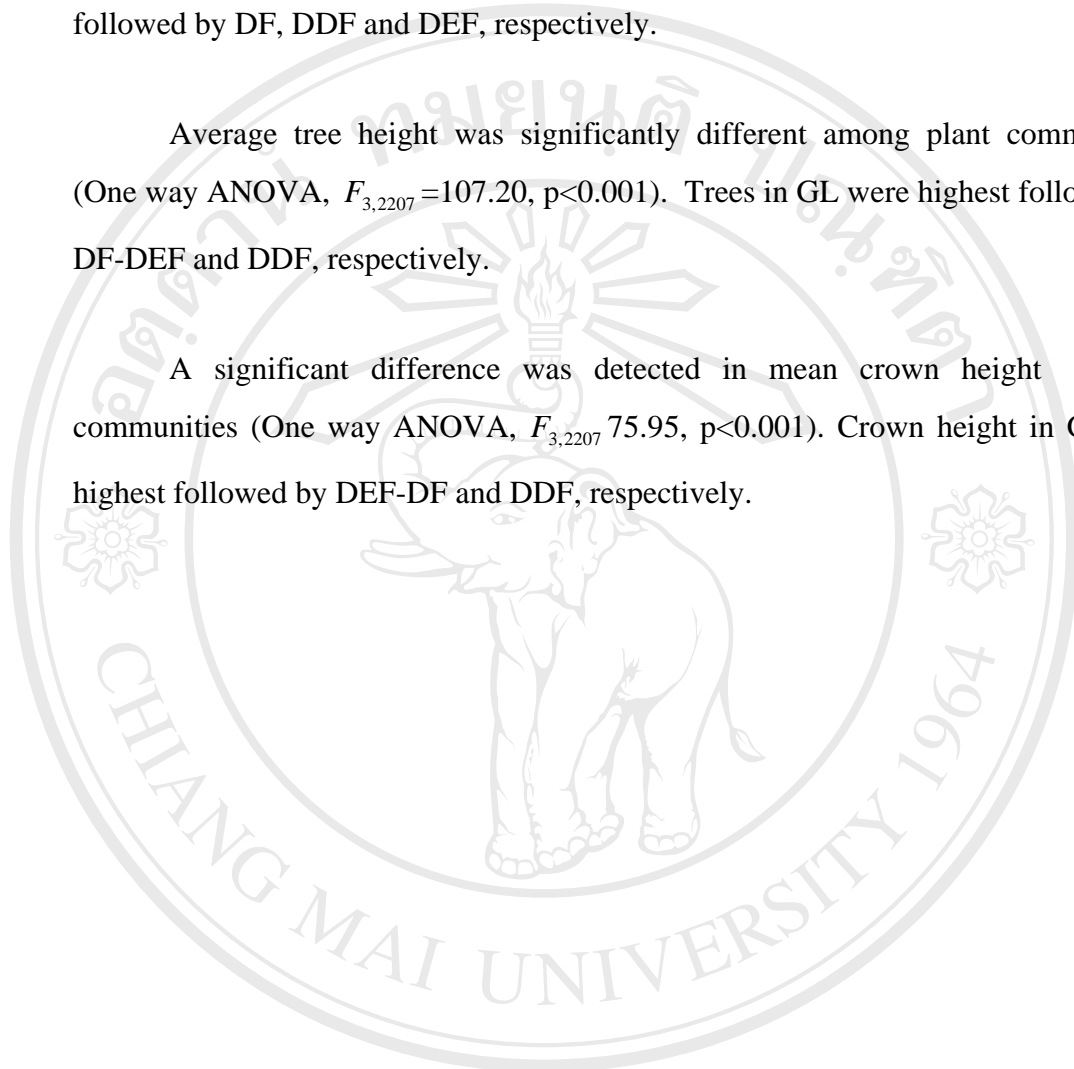 followed by DF, DDF and DEF, respectively.
Average tree height was significantly different among plant comm
(One way ANOVA, F3,2207 =107.20, p<0.001). Trees in GL were highest follo
DF-DEF and DDF, respectively.
A significant difference was detected in mean crown height
communities (One way ANOVA, F3,2207 75.95, p<0.001). Crown height in
highest followed by DEF-DF and DDF, respectively.
CHIANG MAI UNIVERSITY 1964